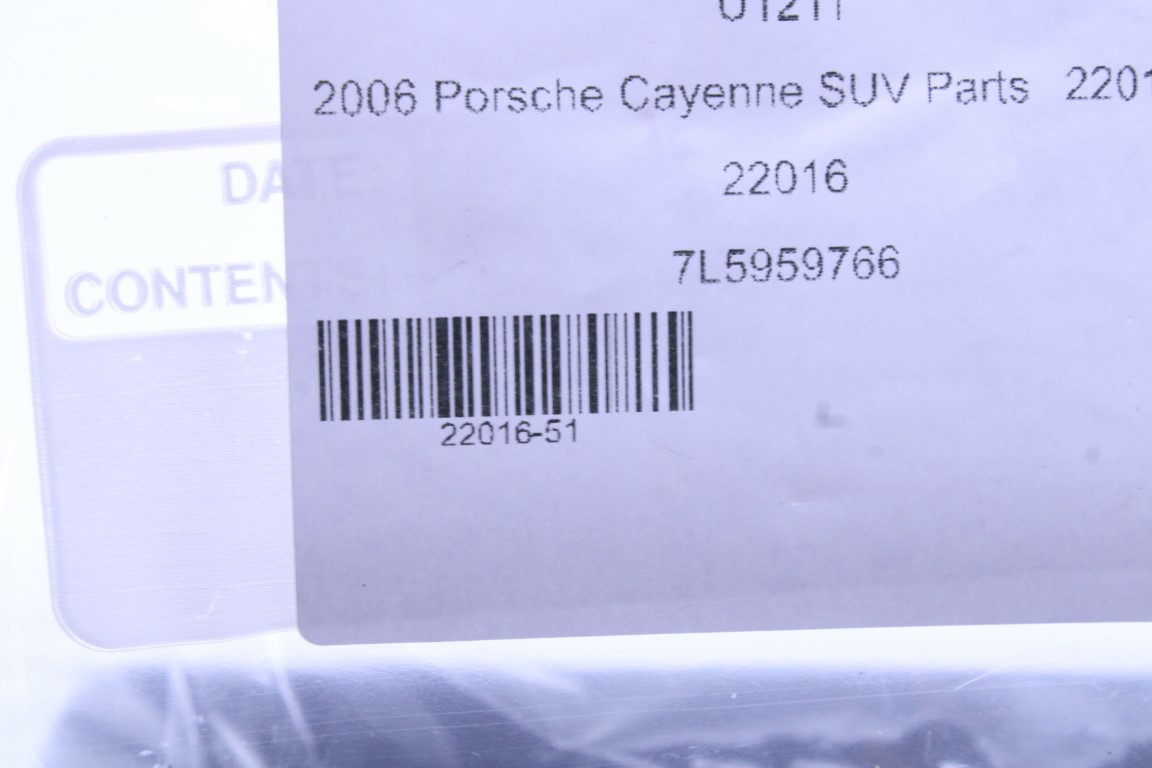 2006 Porsche Cayenne SUV Parts
22016
7L5959766
DATE:
CONTENTS:
22016-51